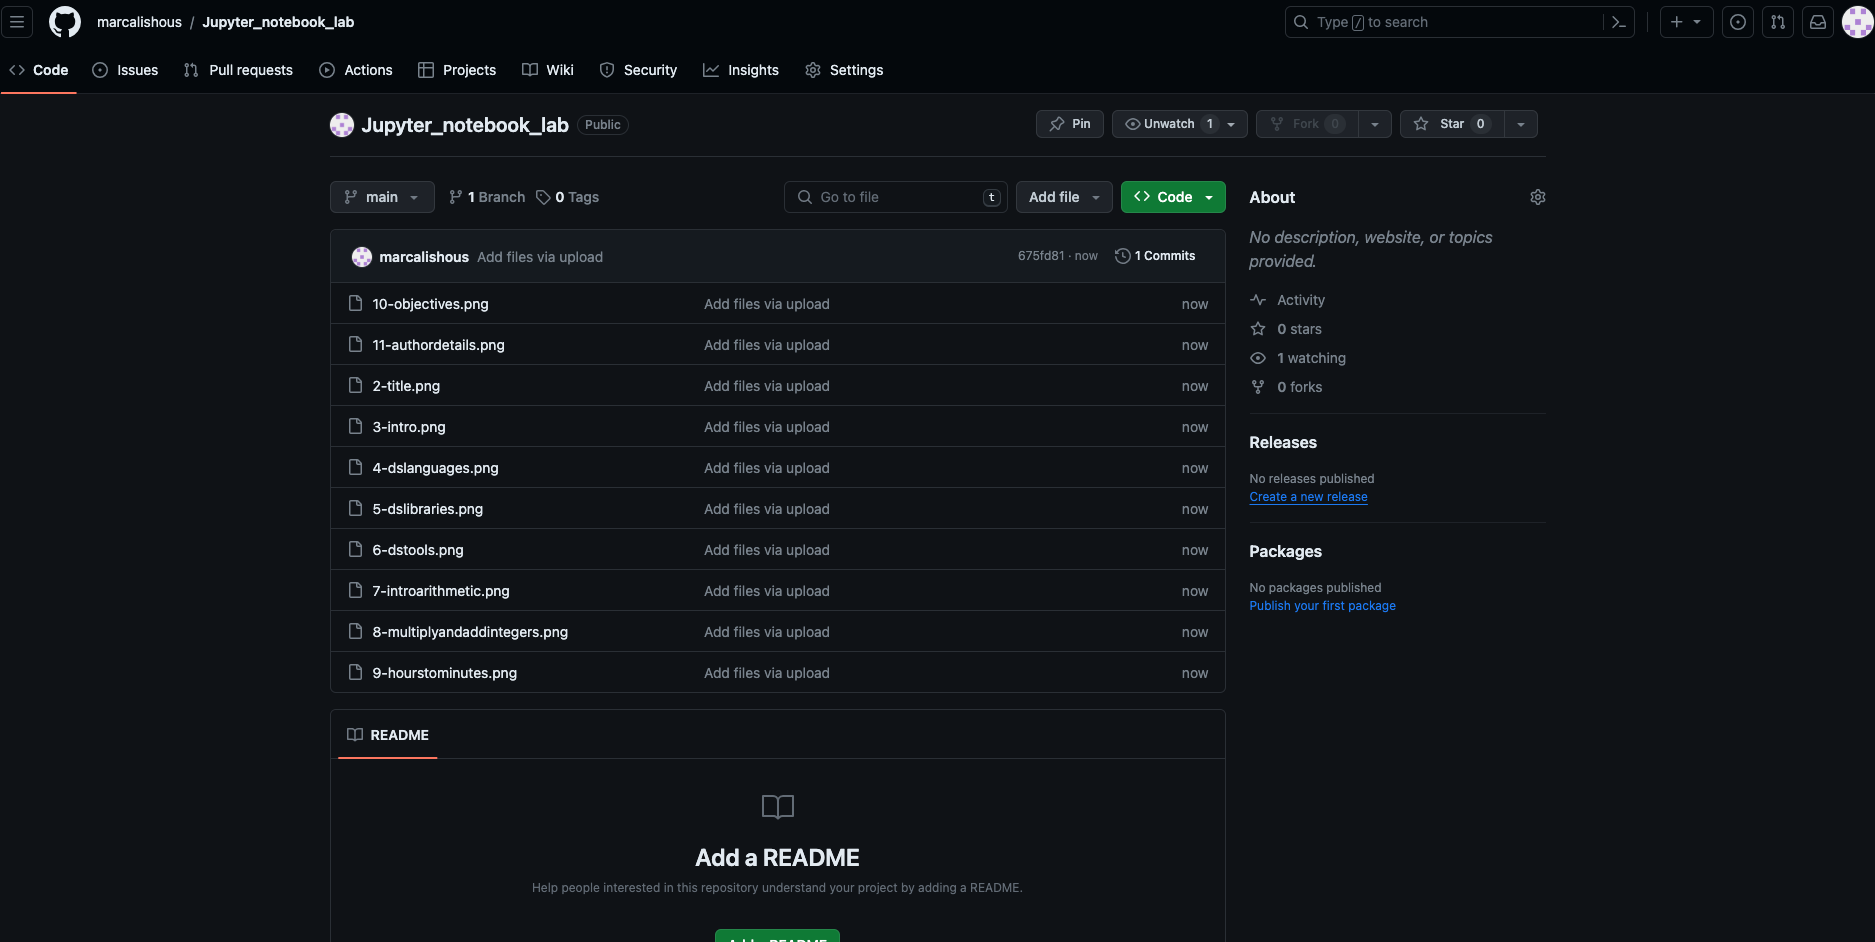 marcalishous / Jupyter_notebook_lab
Type / to search
Code Issues Pull requests Actions Projects Wiki Security Insights Settings
Jupyter_notebook_lab Public
Pin Unwatch 1 Fork 0 Star 0
main 1 Branch 0 Tags Go to file t Add file Code
marcalishous Add files via upload 675fd81 · now 1 Commits
10-objectives.png Add files via upload now
11-authordetails.png Add files via upload now
2-title.png Add files via upload now
3-intro.png Add files via upload now
4-dslanguages.png Add files via upload now
5-dslibraries.png Add files via upload now
6-dstools.png Add files via upload now
7-introarithmetic.png Add files via upload now
8-multiplyandaddintegers.png Add files via upload now
9-hourstominutes.png Add files via upload now
README
Add a README
Help people interested in this repository understand your project by adding a README.
Add a README
About
No description, website, or topics
provided.
Activity
0 stars
1 watching
0 forks
Releases
No releases published
Create a new release
Packages
No packages published
Publish your first package